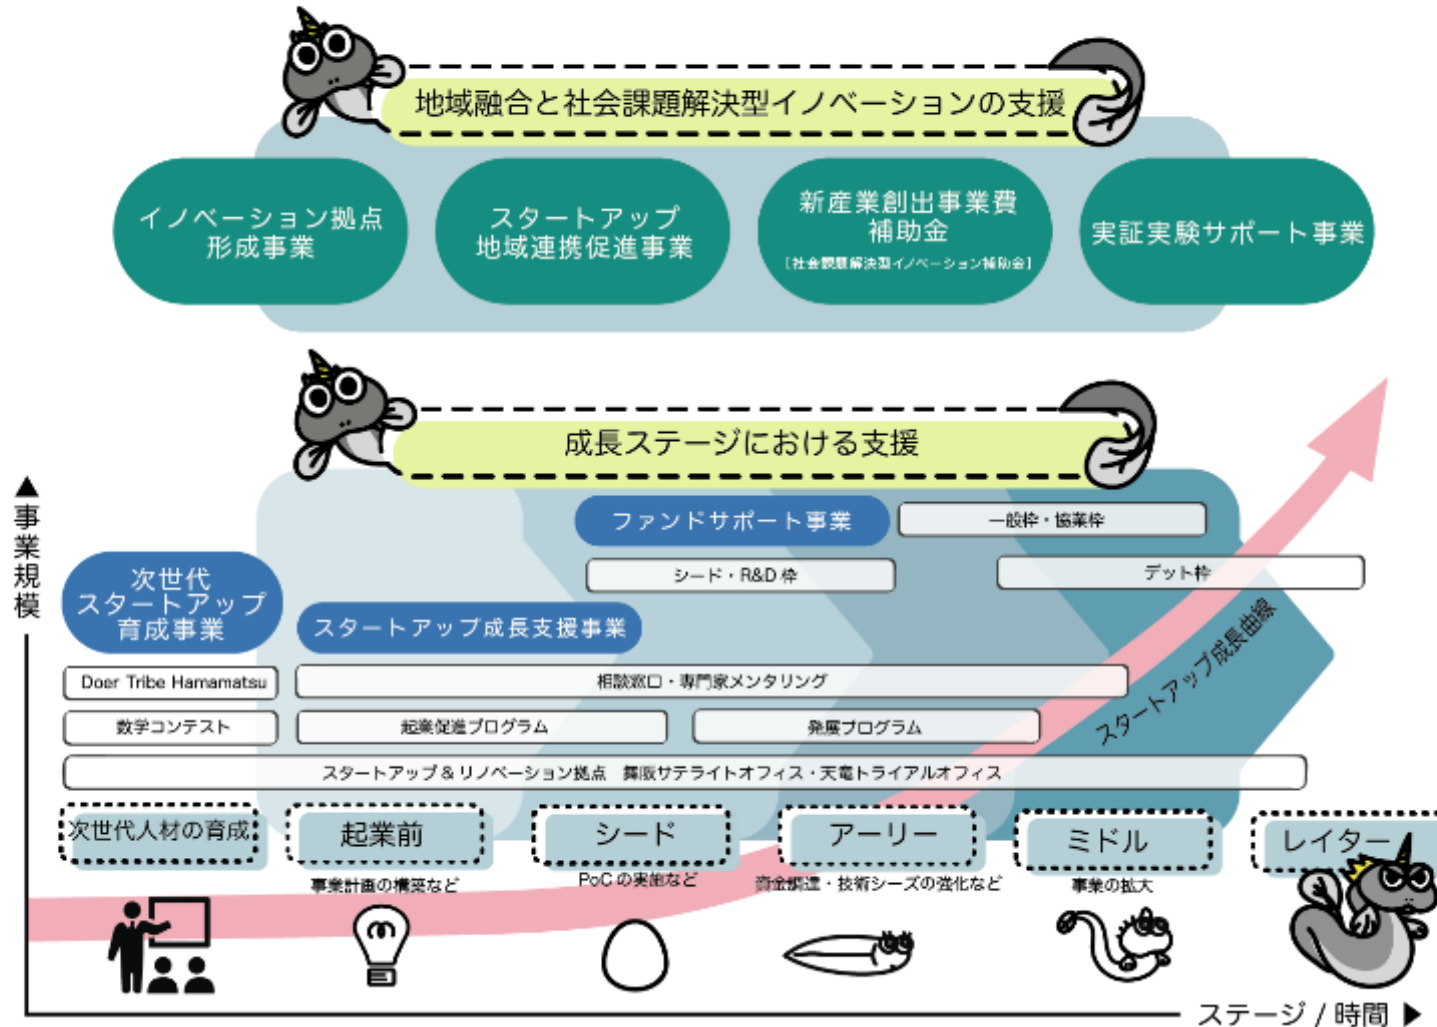 地域融合と社会課題解決型イノベーションの支援
イノベーション拠点
形成事業
スタートアップ
地域連携促進事業
新産業創出事業費
補助金
［社会課題解決型イノベーション補助金］
実証実験サポート事業
成長ステージにおける支援
▲事業規模
ファンドサポート事業
一般枠・協業枠
シード・R&D 枠
デット枠
次世代
スタートアップ
育成事業
スタートアップ成長支援事業
Doer Tribe Hamamatsu
相談窓口・専門家メンタリング
数学コンテスト
起業促進プログラム
発展プログラム
スタートアップ成長曲線
スタートアップ & リノベーション拠点　舞阪サテライトオフィス・天竜トライアルオフィス
次世代人材の育成
起業前
シード
アーリー
ミドル
レイター
事業計画の構築など
PoC の実施など
資金調達・技術シーズの強化など
事業の拡大
ステージ / 時間 ▶